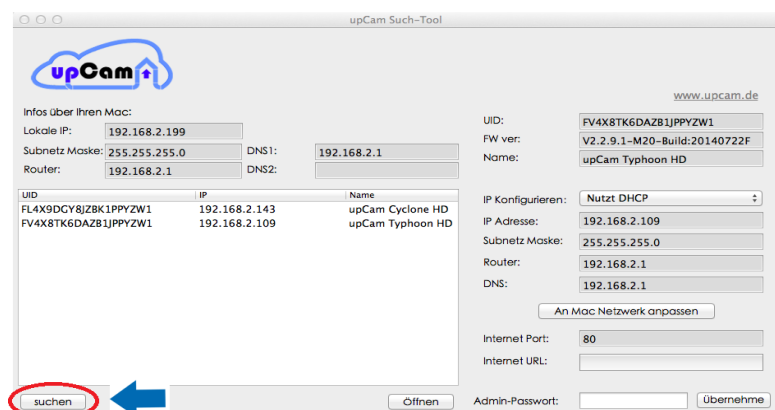 upCam Such-Tool
upCam
www.upcam.de
Infos über Ihren Mac:
Lokale IP: 192.168.2.199
Subnetz Maske: 255.255.255.0 DNS1: 192.168.2.1
Router: 192.168.2.1 DNS2:
UID IP Name
FL4X9DGY8JZBK1PPYZW1 192.168.2.143 upCam Cyclone HD
FV4X8TK6DAZB1JPPYZW1 192.168.2.109 upCam Typhoon HD
suchen
Öffnen
UID: FV4X8TK6DAZB1JPPYZW1
FW ver: V2.2.9.1-M20-Build:20140722F
Name: upCam Typhoon HD
IP Konfigurieren: Nutzt DHCP
IP Adresse: 192.168.2.109
Subnetz Maske: 255.255.255.0
Router: 192.168.2.1
DNS: 192.168.2.1
An Mac Netzwerk anpassen
Internet Port: 80
Internet URL:
Admin-Passwort: Übernehme